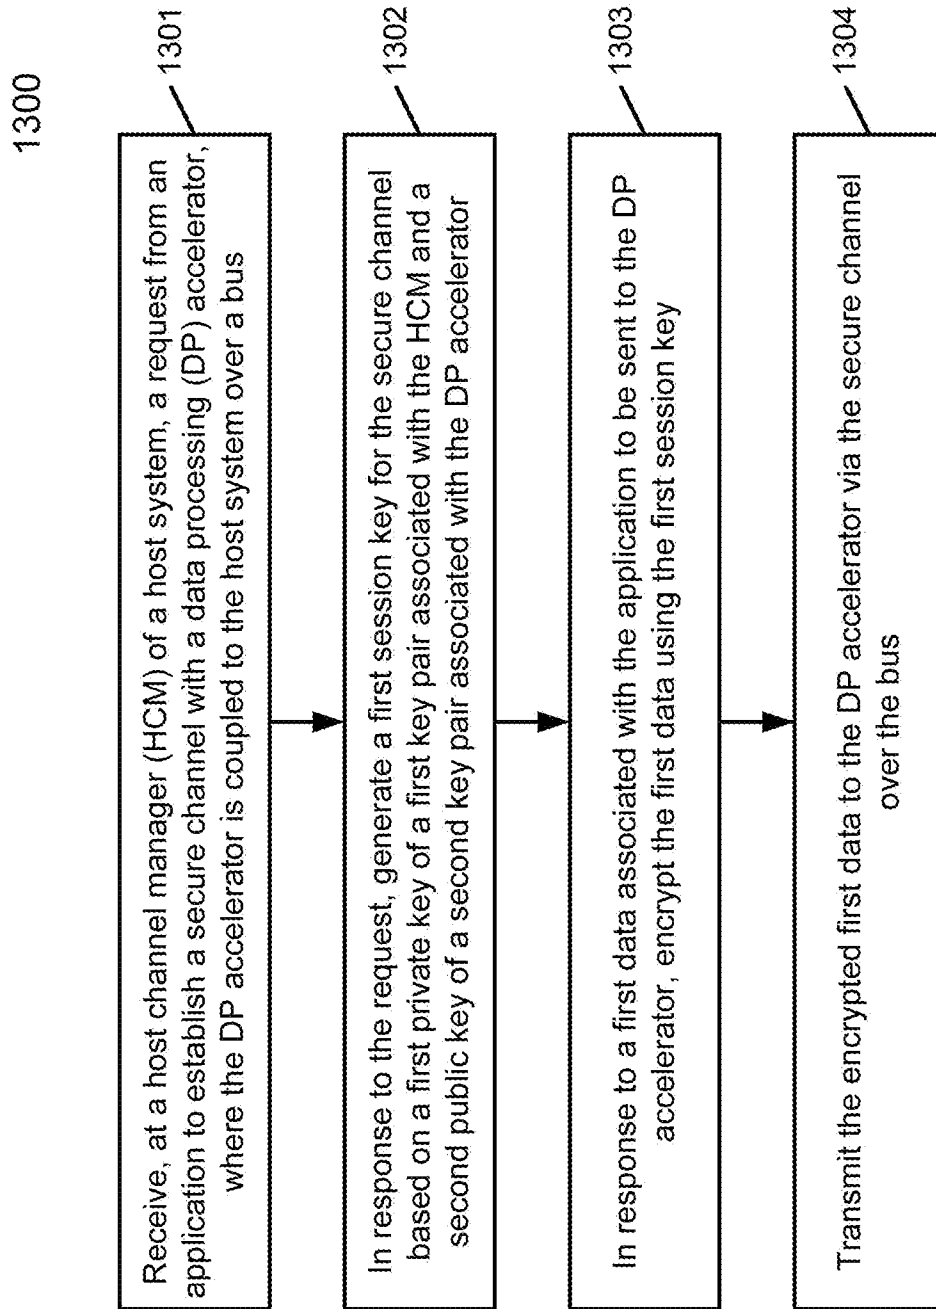 1300
Receive, at a host channel manager (HCM) of a host system, a request from an
application to establish a secure channel with a data processing (DP) accelerator,
where the DP accelerator is coupled to the host system over a bus
1301
In response to the request, generate a first session key for the secure channel
based on a first private key of a first key pair associated with the HCM and a
second public key of a second key pair associated with the DP accelerator
1302
In response to a first data associated with the application to be sent to the DP
accelerator, encrypt the first data using the first session key
1303
Transmit the encrypted first data to the DP accelerator via the secure channel
over the bus
1304